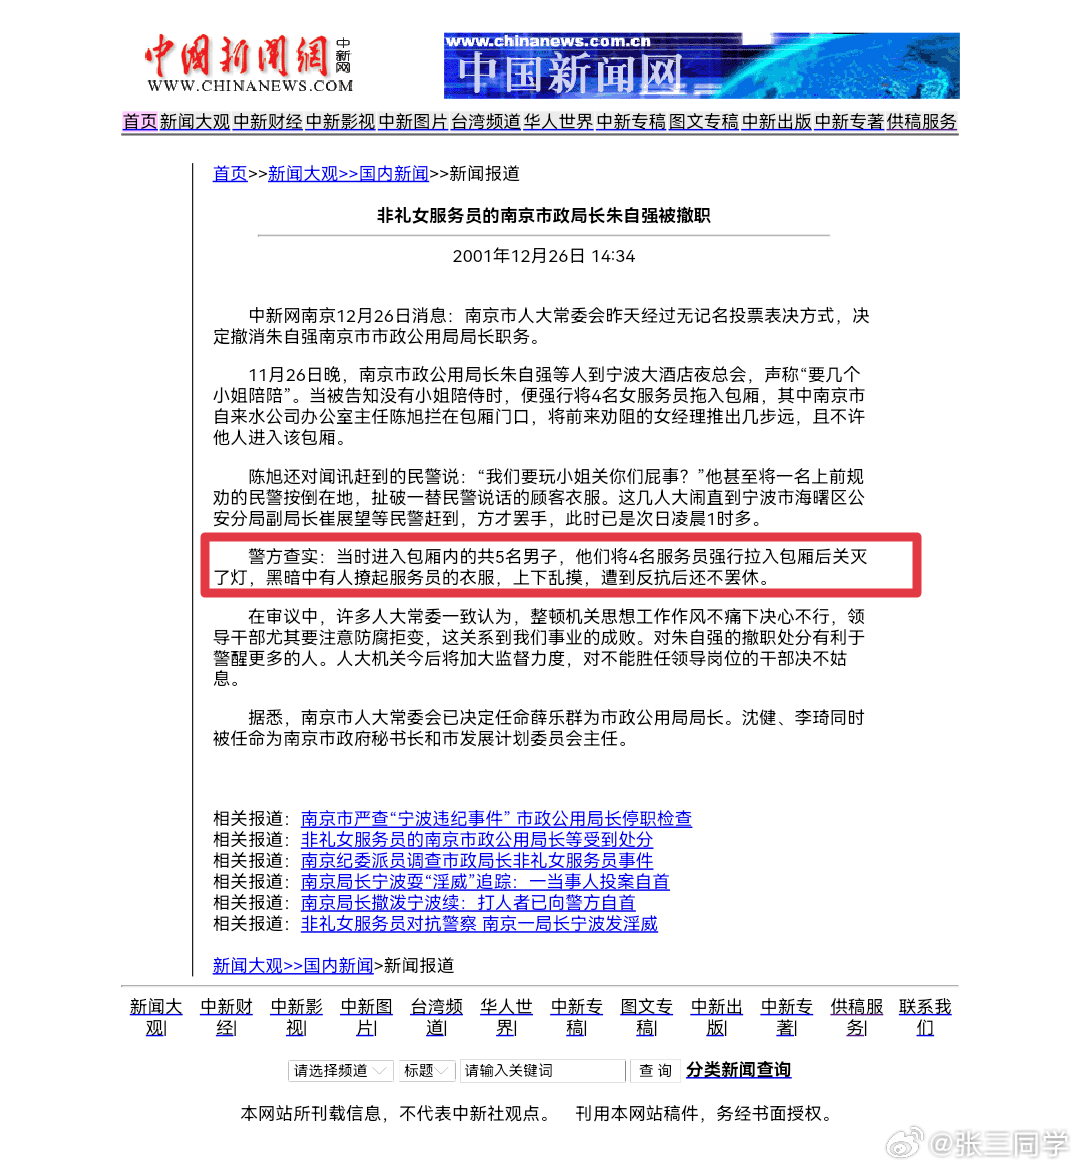 中國新闻網 中新网
WWW.CHINANEWS.COM
www.chinanews.com.cn
中国新闻网
首页 新闻大观 中新财经 中新影视 中新图片 台湾频道 华人世界 中新专稿 图文专稿 中新出版 中新专著 供稿服务
首页>>新闻大观>>国内新闻>>新闻报道
非礼女服务员的南京市政局长朱自强被撤职
2001年12月26日 14:34
中新网南京12月26日消息：南京市人大常委会昨天经过无记名投票表决方式，决
定撤消朱自强南京市市政公用局局长职务。
11月26日晚，南京市政公用局长朱自强等人到宁波大酒店夜总会，声称“要几个
小姐陪陪”。当被告知没有小姐陪侍时，便强行将4名女服务员拖入包厢，其中南京市
自来水公司办公室主任陈旭拦在包厢门口，将前来劝阻的女经理推出几步远，且不许
他人进入该包厢。
陈旭还对闻讯赶到的民警说：“我们要玩小姐关你们屁事？”他甚至将一名上前规
劝的民警按倒在地，扯破一替民警说话的顾客衣服。这几人大闹直到宁波市海曙区公
安分局副局长崔展望等民警赶到，方才罢手，此时已是次日凌晨1时多。
警方查实：当时进入包厢内的共5名男子，他们将4名服务员强行拉入包厢后关灭
了灯，黑暗中有人撩起服务员的衣服，上下乱摸，遭到反抗后还不罢休。
在审议中，许多人大常委一致认为，整顿机关思想工作作风不痛下决心不行，领
导干部尤其要注意防腐拒变，这关系到我们事业的成败。对朱自强的撤职处分有利于
警醒更多的人。人大机关今后将加大监督力度，对不能胜任领导岗位的干部决不姑
息。
据悉，南京市人大常委会已决定任命薛乐群为市政公用局局长。沈健、李琦同时
被任命为南京市政府秘书长和市发展计划委员会主任。
相关报道：南京市严查“宁波违纪事件” 市政公用局长停职检查
相关报道：非礼女服务员的南京市政公用局长等受到处分
相关报道：南京纪委派员调查市政局长非礼女服务员事件
相关报道：南京局长宁波耍“淫威”追踪：一当事人投案自首
相关报道：南京局长撒泼宁波续：打人者已向警方自首
相关报道：非礼女服务员对抗警察 南京一局长宁波发淫威
新闻大观>>国内新闻>新闻报道
新闻大观| 中新财经| 中新影视| 中新图片| 台湾频道| 华人世界| 中新专稿| 图文专稿| 中新出版| 中新专著| 供稿服务| 联系我们
请选择频道 标题 请输入关键词 查 询 分类新闻查询
本网站所刊载信息，不代表中新社观点。 刊用本网站稿件，务经书面授权。
@张三同学